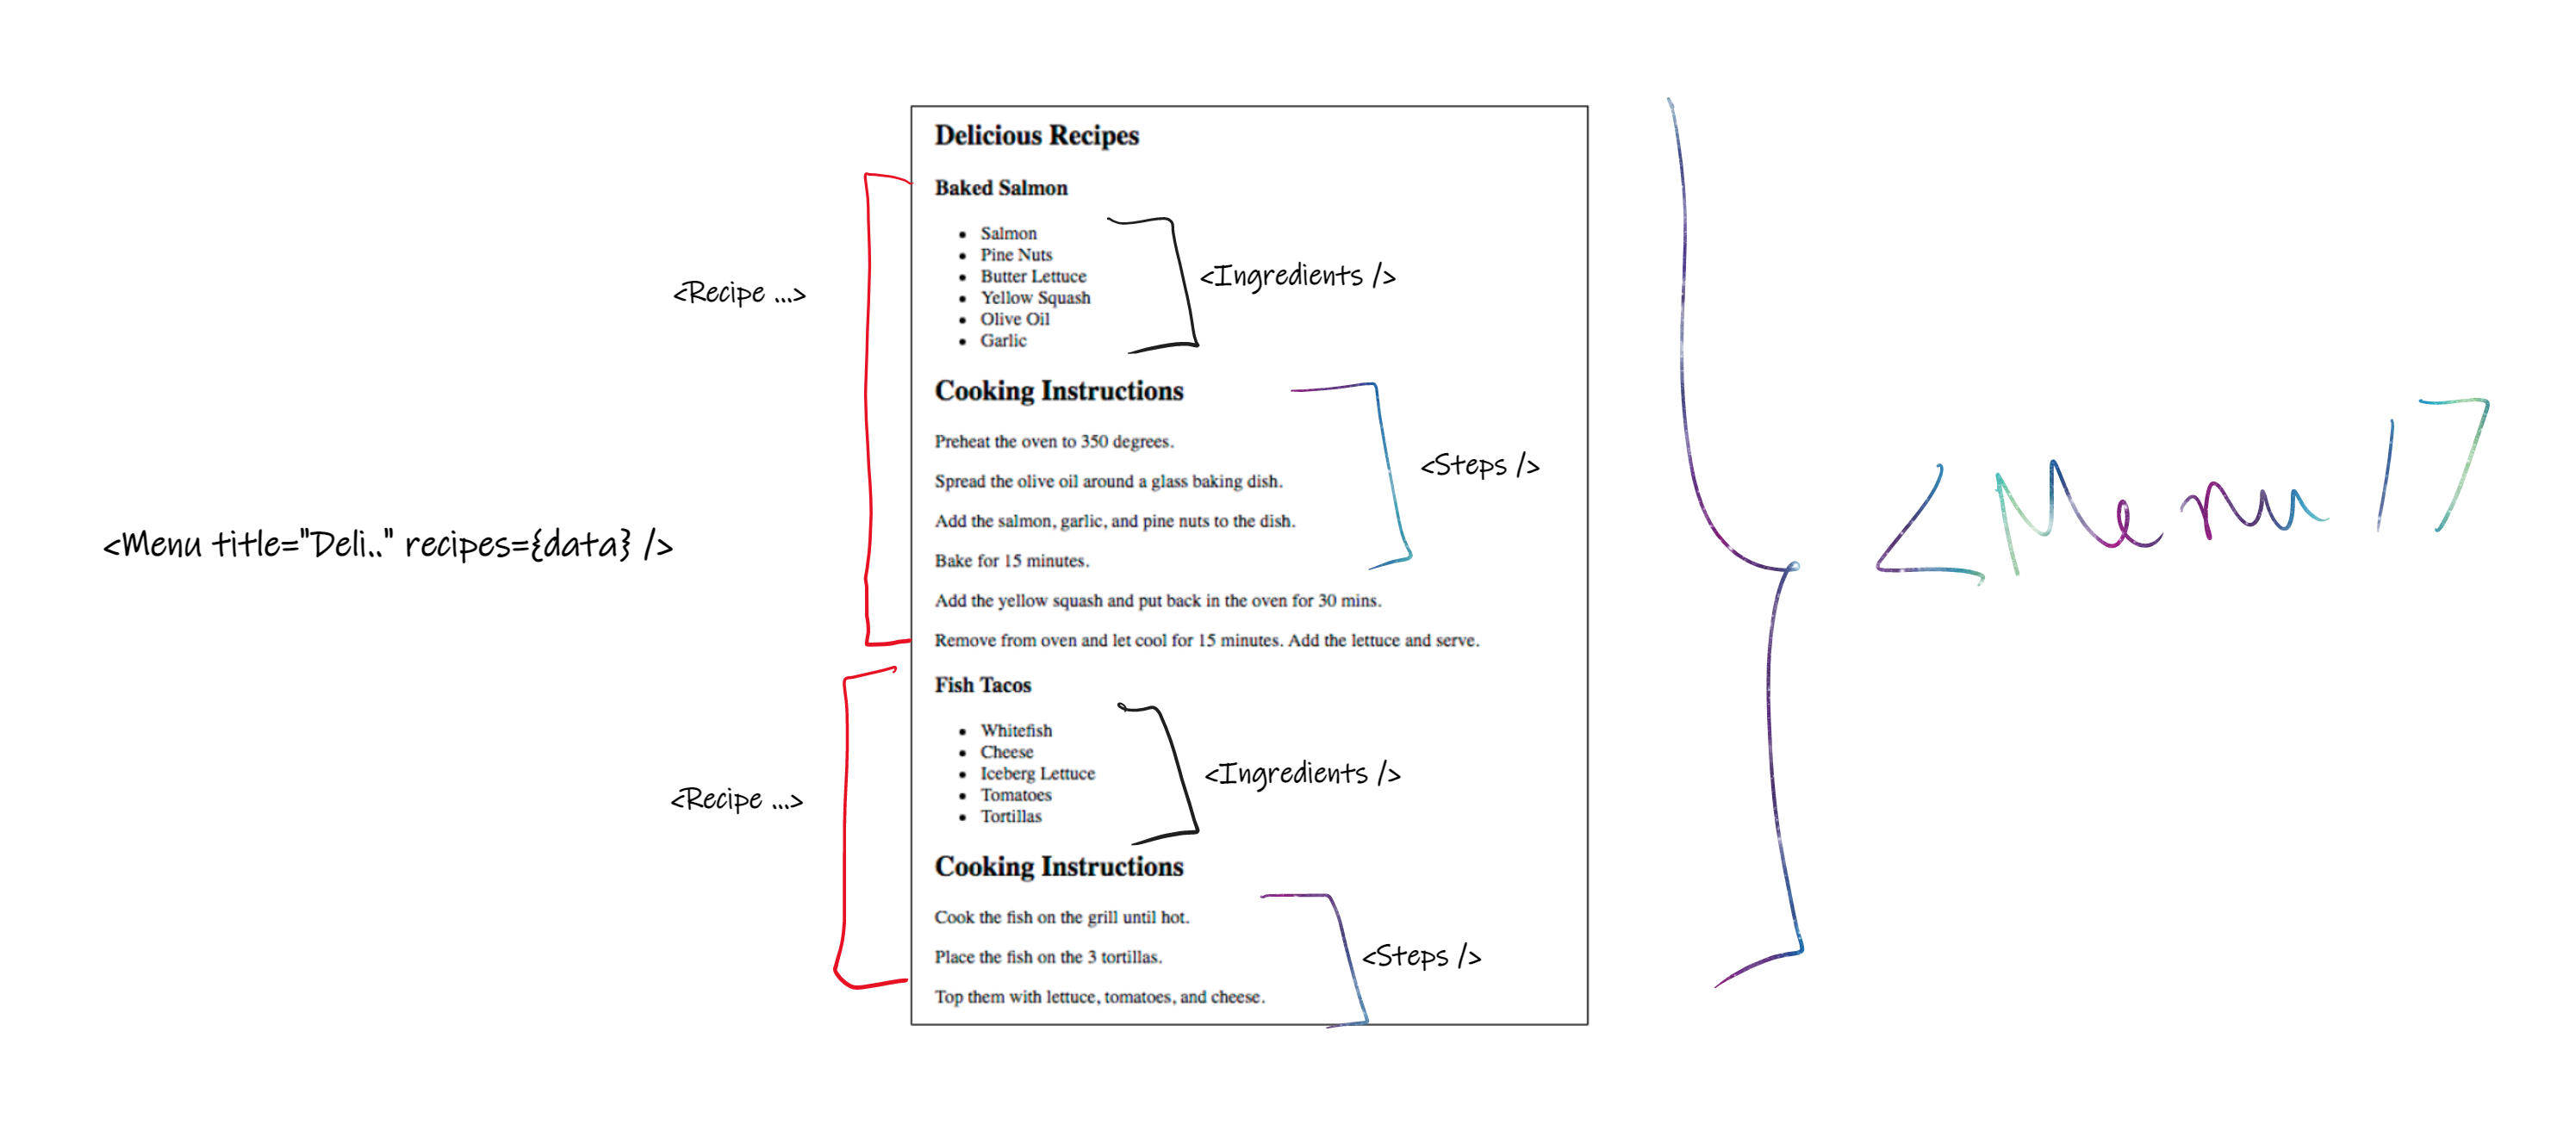 <Menu title="Deli.." recipes={data} />
<Recipe ...>
<Recipe ...>
Delicious Recipes
Baked Salmon
• Salmon
• Pine Nuts
• Butter Lettuce
• Yellow Squash
• Olive Oil
• Garlic
<Ingredients />
Cooking Instructions
Preheat the oven to 350 degrees.
Spread the olive oil around a glass baking dish.
Add the salmon, garlic, and pine nuts to the dish.
Bake for 15 minutes.
Add the yellow squash and put back in the oven for 30 mins.
Remove from oven and let cool for 15 minutes. Add the lettuce and serve.
<Steps />
Fish Tacos
• Whitefish
• Cheese
• Iceberg Lettuce
• Tomatoes
• Tortillas
<Ingredients />
Cooking Instructions
Cook the fish on the grill until hot.
Place the fish on the 3 tortillas.
Top them with lettuce, tomatoes, and cheese.
<Steps />
<Menu />